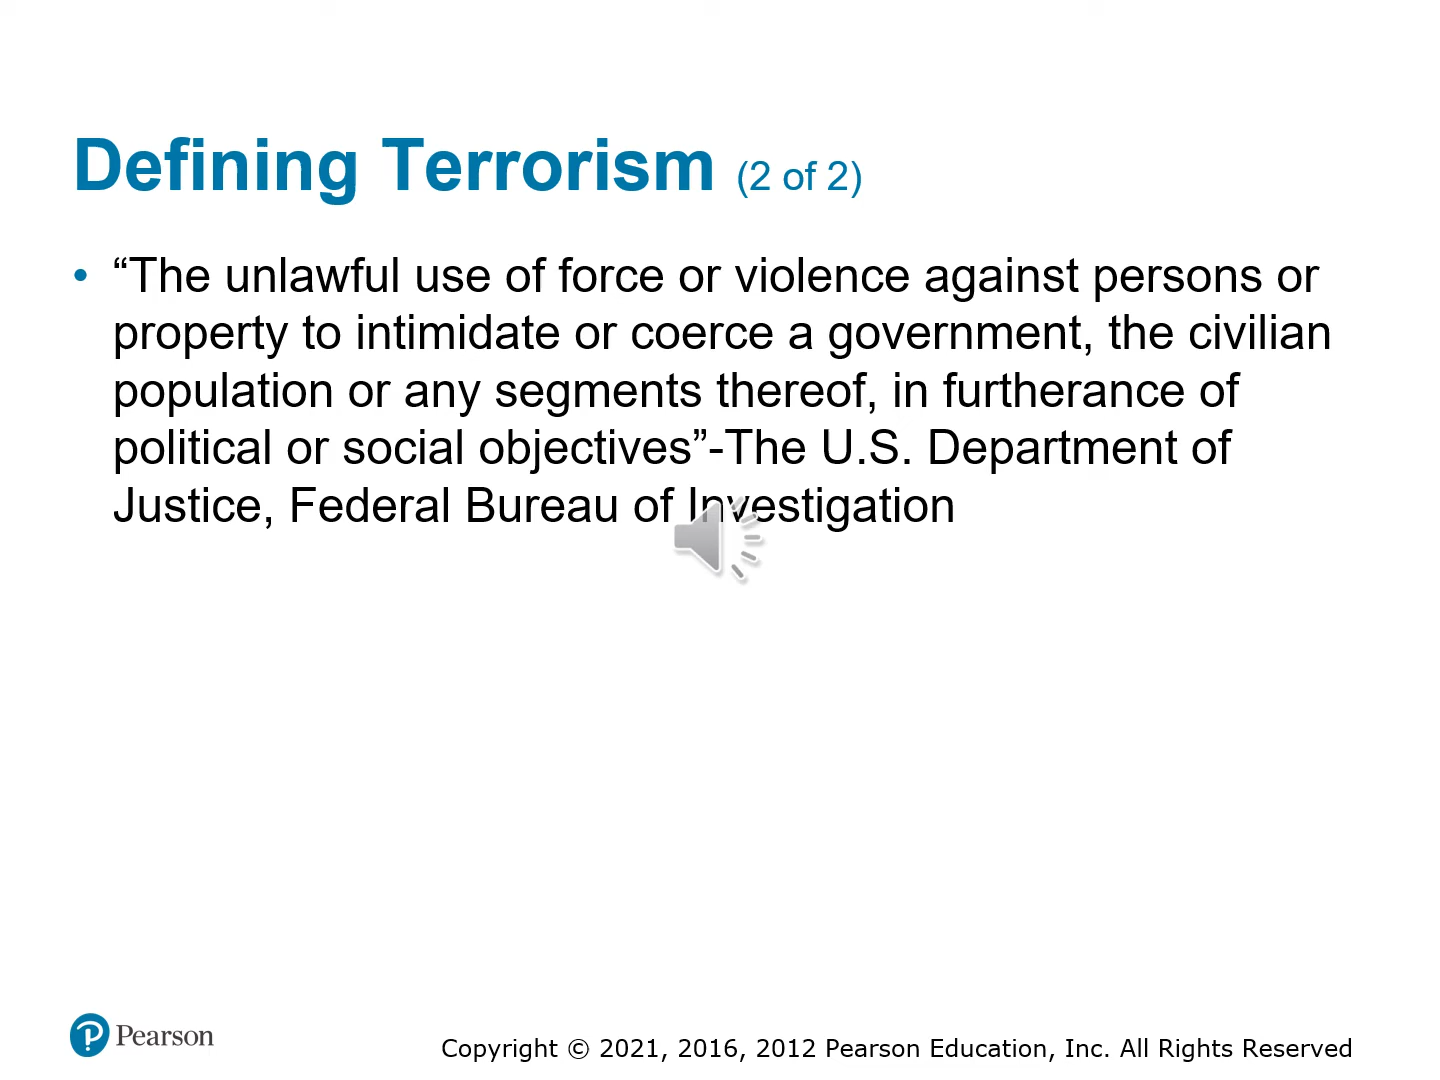 Defining Terrorism (2 of 2)
• “The unlawful use of force or violence against persons or
property to intimidate or coerce a government, the civilian
population or any segments thereof, in furtherance of
political or social objectives”-The U.S. Department of
Justice, Federal Bureau of Investigation
Pearson
Copyright © 2021, 2016, 2012 Pearson Education, Inc. All Rights Reserved